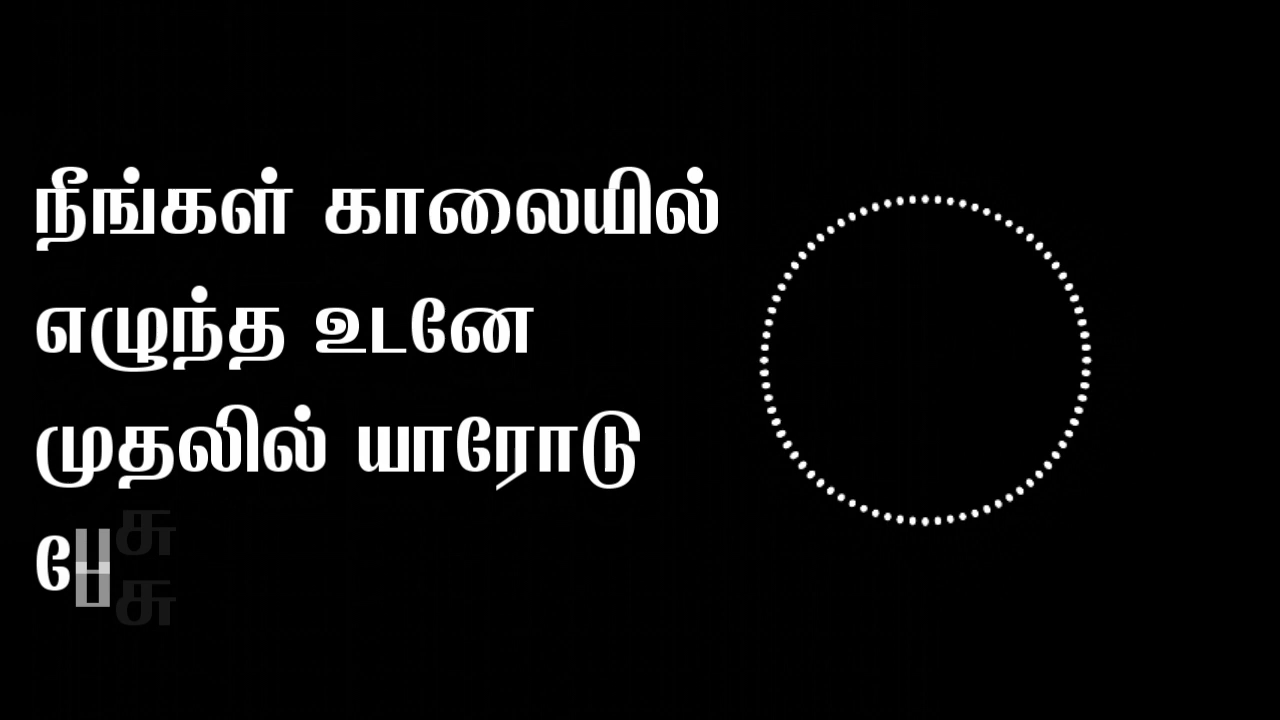 நீங்கள் காலையில்
எழுந்த உடனே
முதலில் யாரோடு